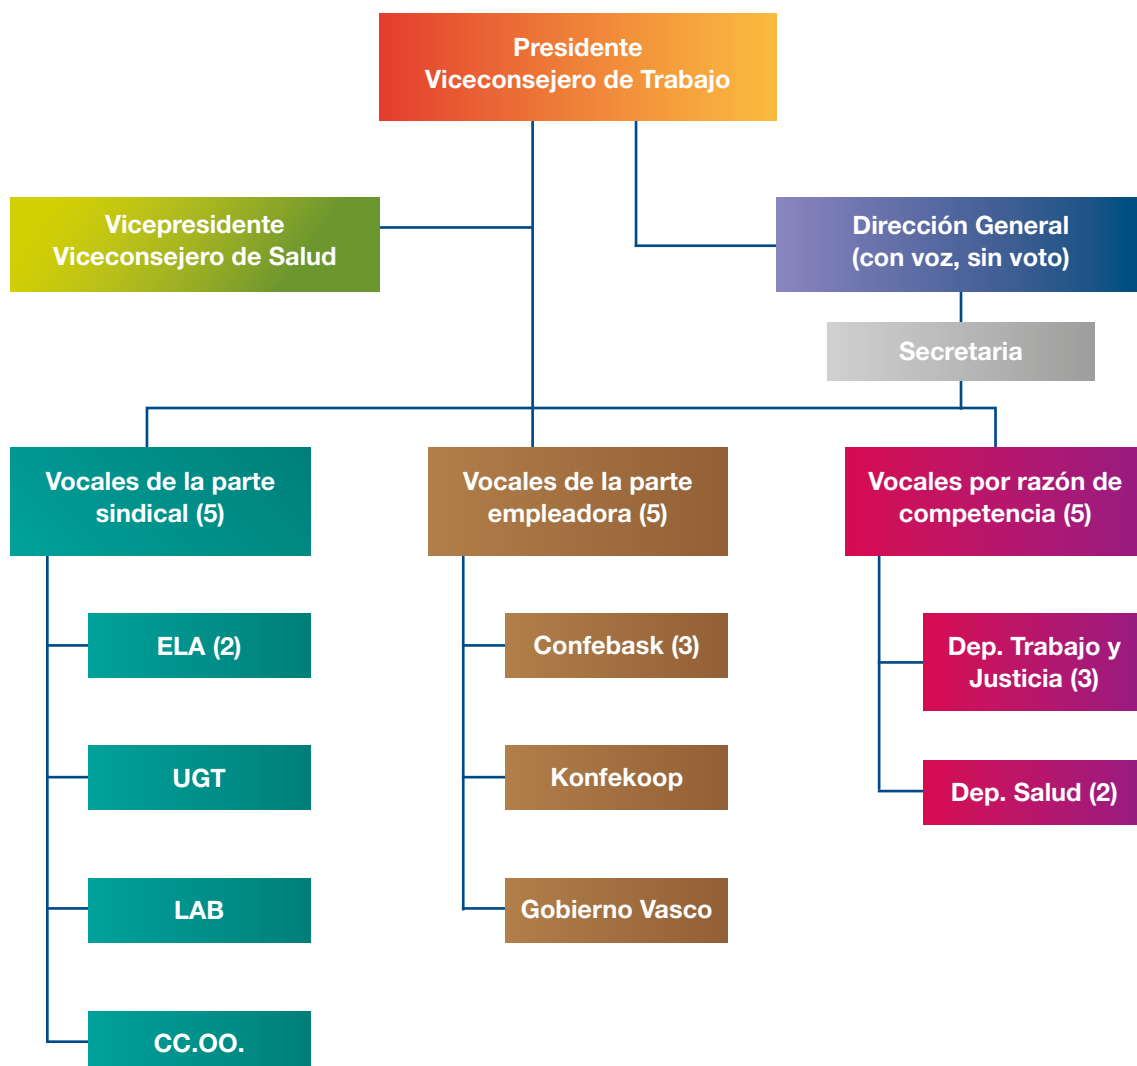 Presidente
Viceconsejero de Trabajo
Vicepresidente
Viceconsejero de Salud
Dirección General
(con voz, sin voto)
Secretaria
Vocales de la parte
sindical (5)
Vocales de la parte
empleadora (5)
Vocales por razón de
competencia (5)
ELA (2)
UGT
LAB
CC.OO.
Confebask (3)
Konfekoop
Gobierno Vasco
Dep. Trabajo y
Justicia (3)
Dep. Salud (2)